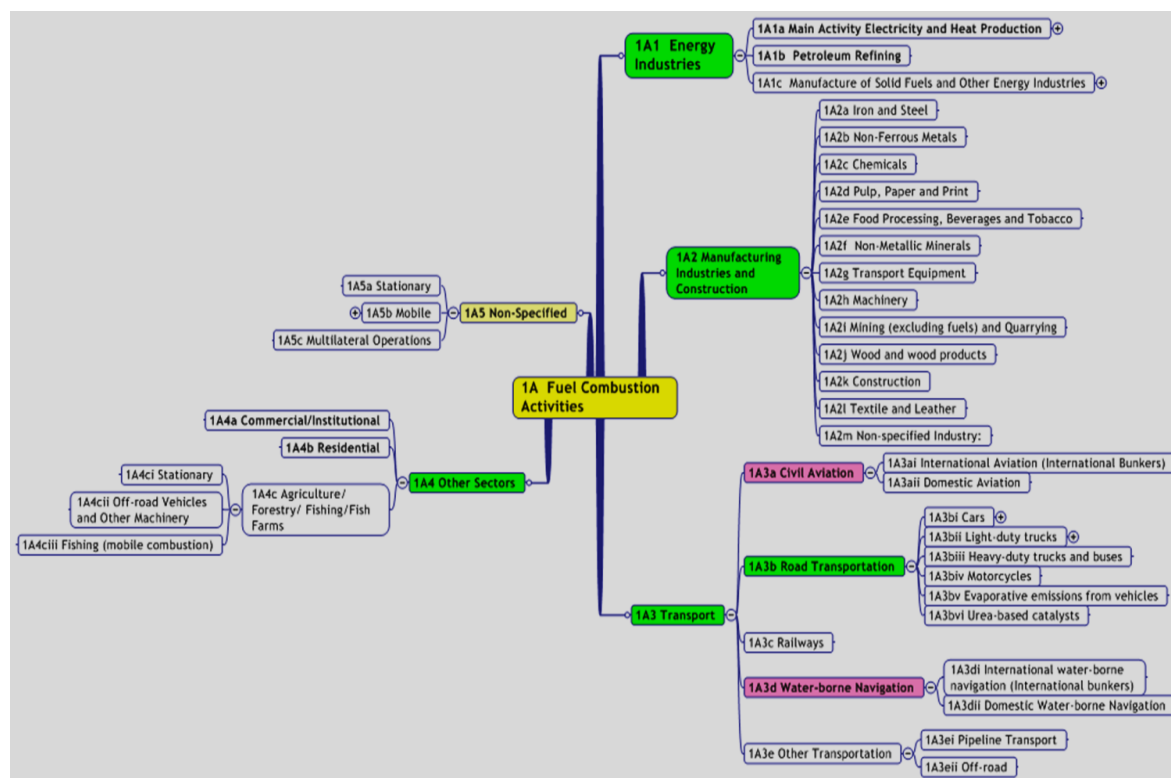 1A Fuel Combustion
Activities
1A1 Energy
Industries
1A1a Main Activity Electricity and Heat Production
1A1b Petroleum Refining
1A1c Manufacture of Solid Fuels and Other Energy Industries
1A2 Manufacturing
Industries and
Construction
1A2a Iron and Steel
1A2b Non-Ferrous Metals
1A2c Chemicals
1A2d Pulp, Paper and Print
1A2e Food Processing, Beverages and Tobacco
1A2f Non-Metallic Minerals
1A2g Transport Equipment
1A2h Machinery
1A2i Mining (excluding fuels) and Quarrying
1A2j Wood and wood products
1A2k Construction
1A2l Textile and Leather
1A2m Non-specified Industry:
1A3 Transport
1A3a Civil Aviation
1A3ai International Aviation (International Bunkers)
1A3aii Domestic Aviation
1A3b Road Transportation
1A3bi Cars
1A3bii Light-duty trucks
1A3biii Heavy-duty trucks and buses
1A3biv Motorcycles
1A3bv Evaporative emissions from vehicles
1A3bvi Urea-based catalysts
1A3c Railways
1A3d Water-borne Navigation
1A3di International water-borne
navigation (International bunkers)
1A3dii Domestic Water-borne Navigation
1A3e Other Transportation
1A3ei Pipeline Transport
1A3eii Off-road
1A4 Other Sectors
1A4a Commercial/Institutional
1A4b Residential
1A4c Agriculture/
Forestry/ Fishing/Fish
Farms
1A4ci Stationary
1A4cii Off-road Vehicles
and Other Machinery
1A4ciii Fishing (mobile combustion)
1A5 Non-Specified
1A5a Stationary
1A5b Mobile
1A5c Multilateral Operations